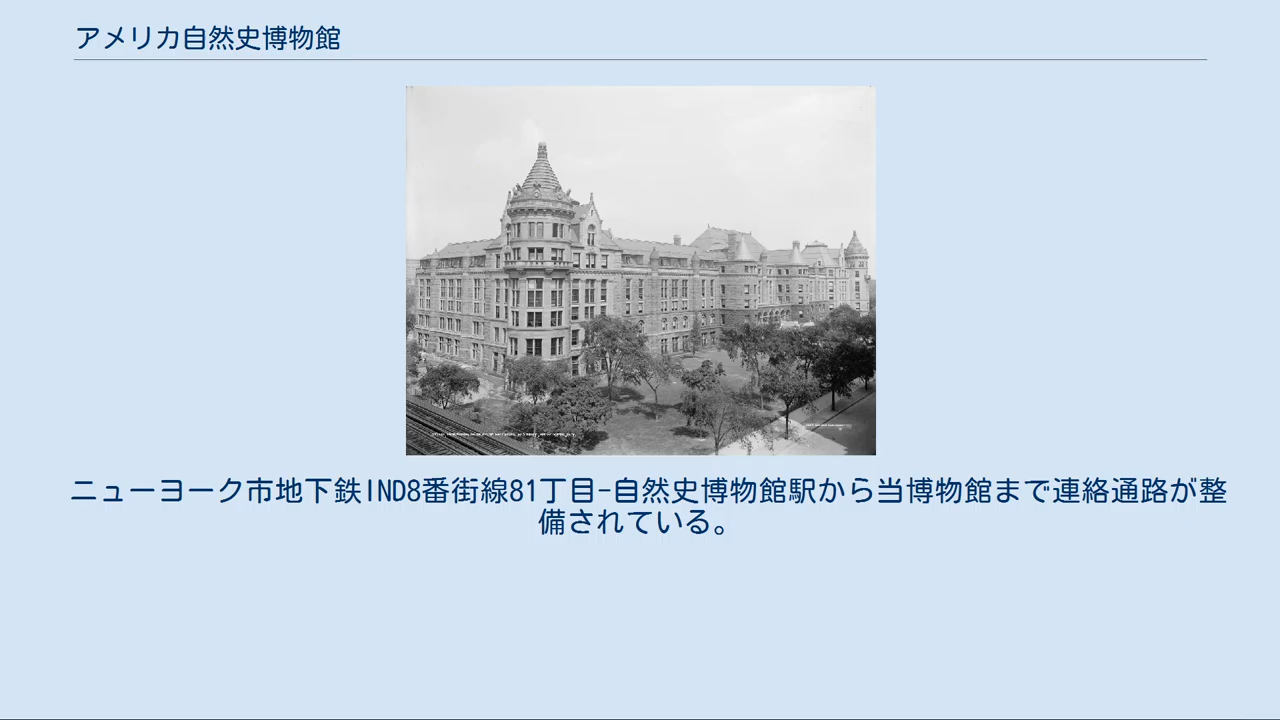 アメリカ自然史博物館
ニューヨーク市地下鉄IND8番街線81丁目-自然史博物館駅から当博物館まで連絡通路が整
備されている。